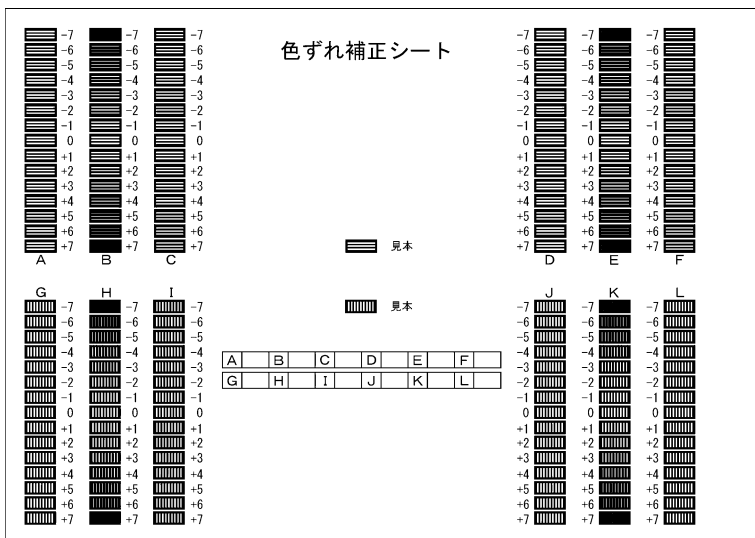 色ずれ補正シート
-7 -7 -7 -7 -7 -7
-6 -6 -6 -6 -6 -6
-5 -5 -5 -5 -5 -5
-4 -4 -4 -4 -4 -4
-3 -3 -3 -3 -3 -3
-2 -2 -2 -2 -2 -2
-1 -1 -1 -1 -1 -1
0 0 0 0 0 0
+1 +1 +1 +1 +1 +1
+2 +2 +2 +2 +2 +2
+3 +3 +3 +3 +3 +3
+4 +4 +4 +4 +4 +4
+5 +5 +5 +5 +5 +5
+6 +6 +6 +6 +6 +6
+7 +7 +7 見本 +7 +7 +7
A B C D E F
G H I J K L
-7 -7 -7 見本 -7 -7 -7
-6 -6 -6 -6 -6 -6
-5 -5 -5 -5 -5 -5
-4 -4 -4 -4 -4 -4
A B C D E F
-3 -3 -3 -3 -3 -3
G H I J K L
-2 -2 -2 -2 -2 -2
-1 -1 -1 -1 -1 -1
0 0 0 0 0 0
+1 +1 +1 +1 +1 +1
+2 +2 +2 +2 +2 +2
+3 +3 +3 +3 +3 +3
+4 +4 +4 +4 +4 +4
+5 +5 +5 +5 +5 +5
+6 +6 +6 +6 +6 +6
+7 +7 +7 +7 +7 +7